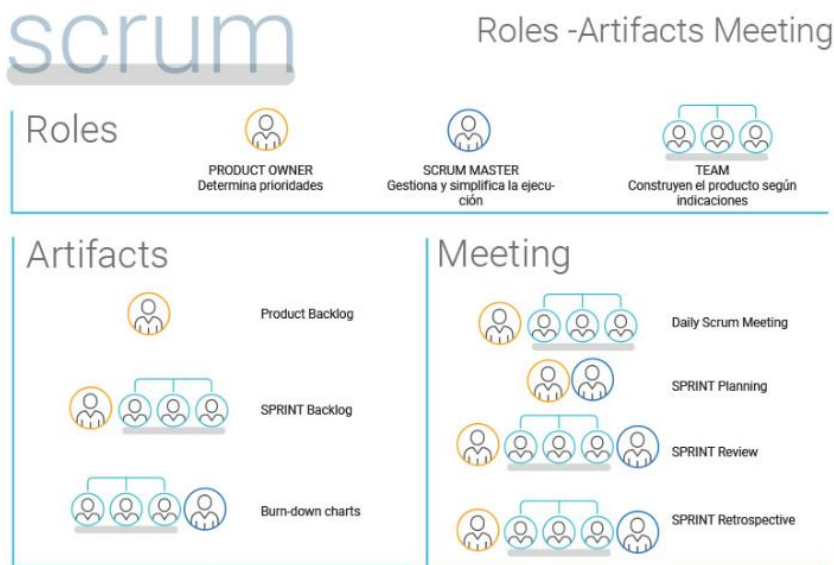 scrum
Roles -Artifacts Meeting
Roles
PRODUCT OWNER
Determina prioridades
SCRUM MASTER
Gestiona y simplifica la ejecu-
ción
TEAM
Construyen el producto según
indicaciones
Artifacts
Product Backlog
SPRINT Backlog
Burn-down charts
Meeting
Daily Scrum Meeting
SPRINT Planning
SPRINT Review
SPRINT Retrospective